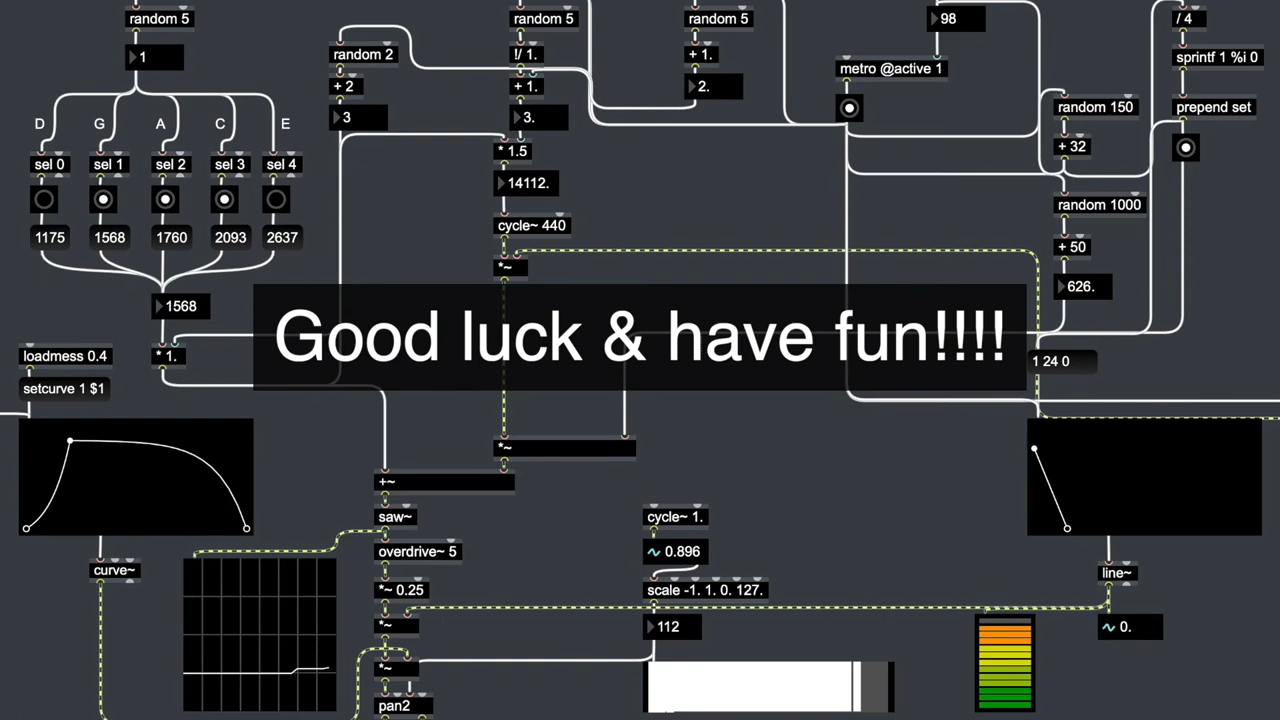 random 5
random 5
random 5
98
/ 4
1
random 2
!/ 1.
+ 1.
metro @active 1
sprintf 1 %i 0
+ 2
+ 1.
2.
random 150
prepend set
D
G
A
C
E
3
3.
+ 32
* 1.5
sel 0
sel 1
sel 2
sel 3
sel 4
14112.
random 1000
cycle~ 440
1175
1568
1760
2093
2637
+ 50
*~
626.
1568
Good luck & have fun!!!!
loadmess 0.4
* 1.
1 24 0
setcurve 1 $1
*~
+~
saw~
cycle~ 1.
curve~
overdrive~ 5
0.896
line~
*~ 0.25
scale -1. 1. 0. 127.
*~
112
0.
*~
pan2